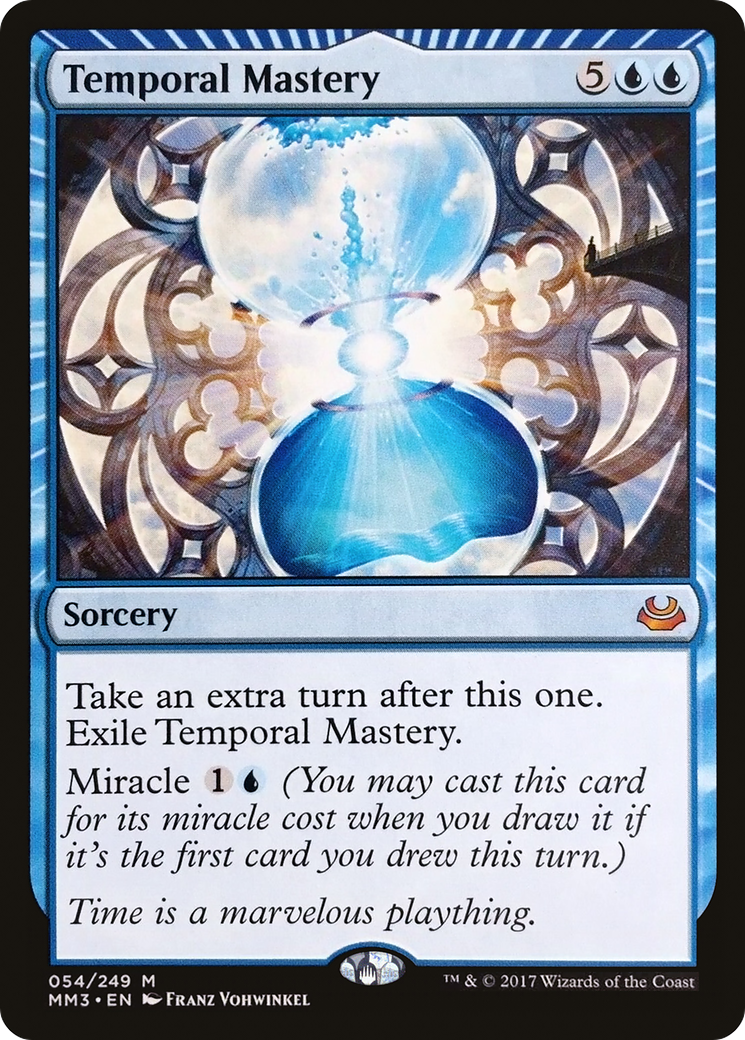 Temporal Mastery 5
Sorcery
Take an extra turn after this one.
Exile Temporal Mastery.
Miracle 1 (You may cast this card
for its miracle cost when you draw it if
it's the first card you drew this turn.)
Time is a marvelous plaything.
054/249 M
MM3 • EN Franz Vohwinkel
™ & © 2017 Wizards of the Coast